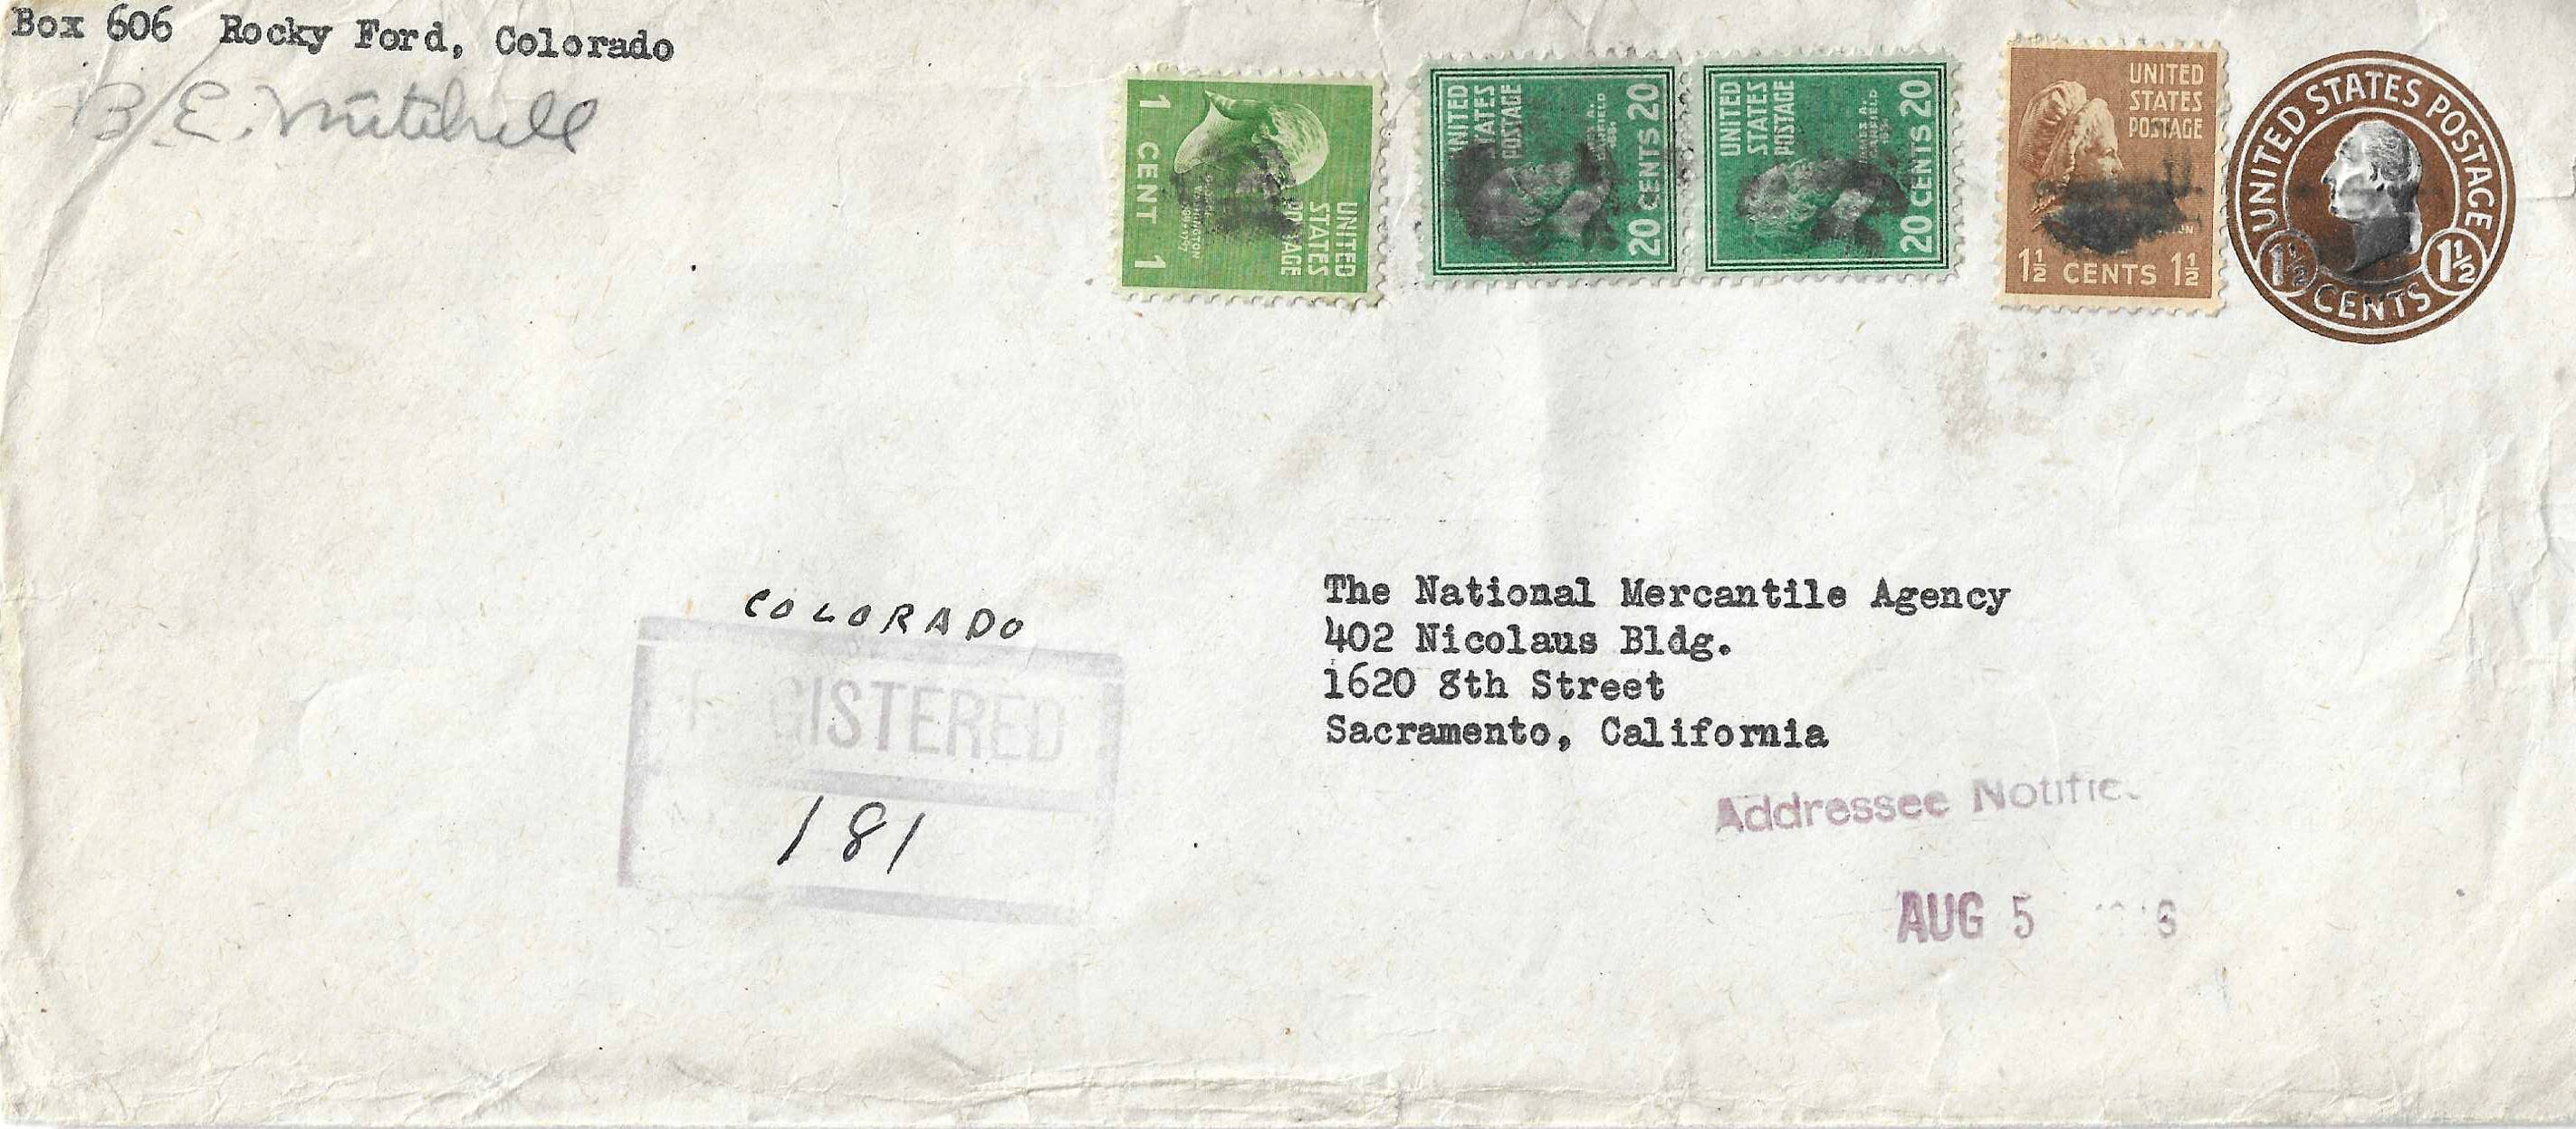 Box 606 Rocky Ford, Colorado
B. E. Mitchell
1 CENT 1
UNITED
STATES
POSTAGE
UNITED
STATES
POSTAGE
20 CENTS 20
UNITED
STATES
POSTAGE
20 CENTS 20
UNITED
STATES
POSTAGE
1½ CENTS 1½
UNITED STATES POSTAGE
1½ CENTS 1½
COLORADO
REGISTERED
181
The National Mercantile Agency
402 Nicolaus Bldg.
1620 8th Street
Sacramento, California
Addressee Notifie
AUG 5